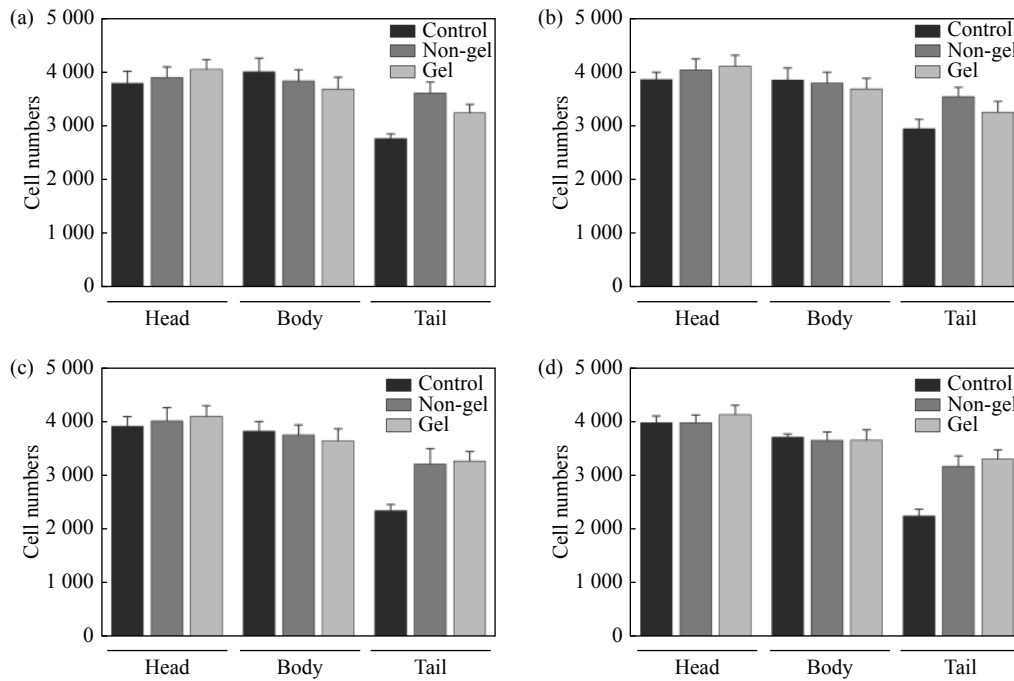 (a)
5 000
4 000
3 000
2 000
1 000
0
Cell numbers
Control
Non-gel
Gel
Head Body Tail
(b)
5 000
4 000
3 000
2 000
1 000
0
Cell numbers
Control
Non-gel
Gel
Head Body Tail
(c)
5 000
4 000
3 000
2 000
1 000
0
Cell numbers
Control
Non-gel
Gel
Head Body Tail
(d)
5 000
4 000
3 000
2 000
1 000
0
Cell numbers
Control
Non-gel
Gel
Head Body Tail